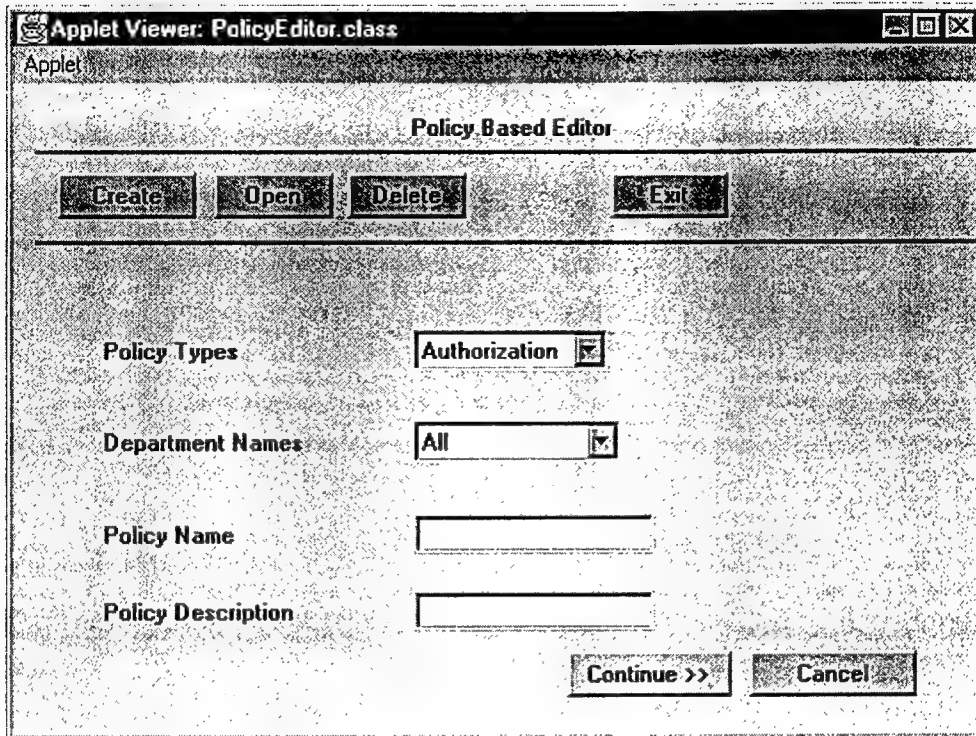 Applet Viewer: PolicyEditor.class
Applet
Policy Based Editor
Create Open Delete Exit
Policy Types Authorization
Department Names All
Policy Name
Policy Description
Continue >> Cancel